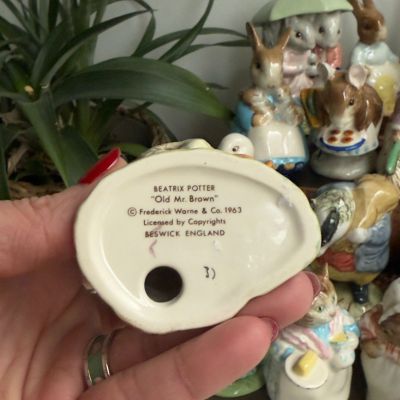 BEATRIX POTTER
"Old Mr. Brown"
© Frederick Warne & Co. 1963
Licensed by Copyrights
BESWICK ENGLAND